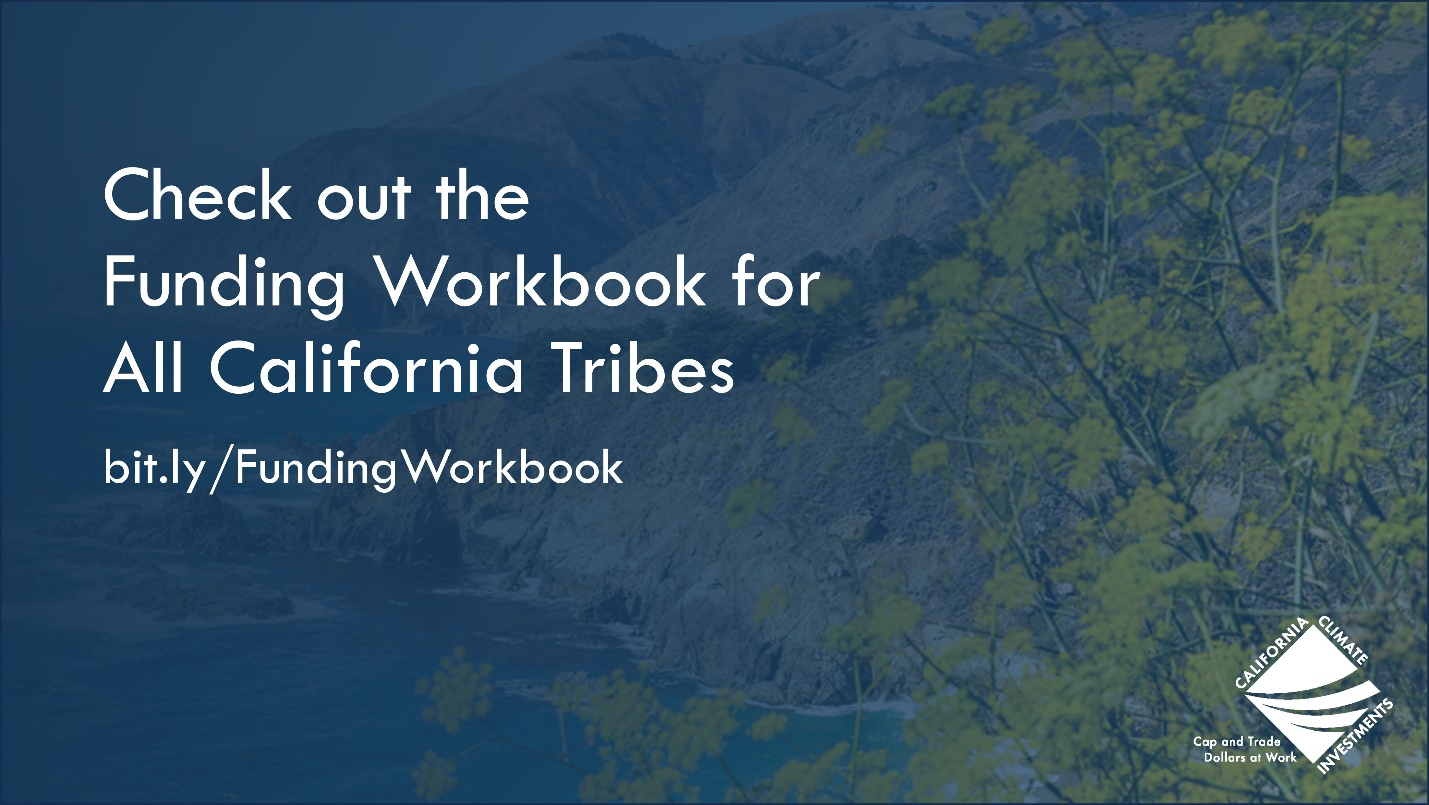 Check out the
Funding Workbook for
All California Tribes
bit.ly/FundingWorkbook
CALIFORNIA CLIMATE
INVESTMENTS
Cap and Trade
Dollars at Work